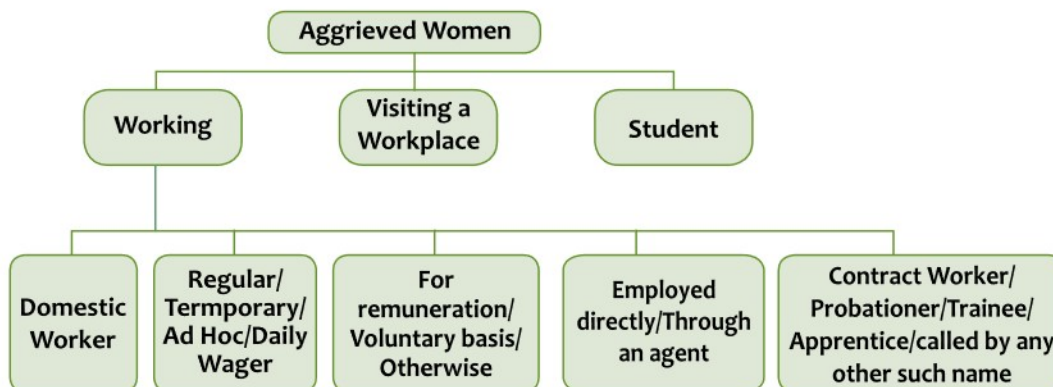 Aggrieved Women
Working
Visiting a
Workplace
Student
Domestic
Worker
Regular/
Termporary/
Ad Hoc/Daily
Wager
For
remuneration/
Voluntary basis/
Otherwise
Employed
directly/Through
an agent
Contract Worker/
Probationer/Trainee/
Apprentice/called by any
other such name